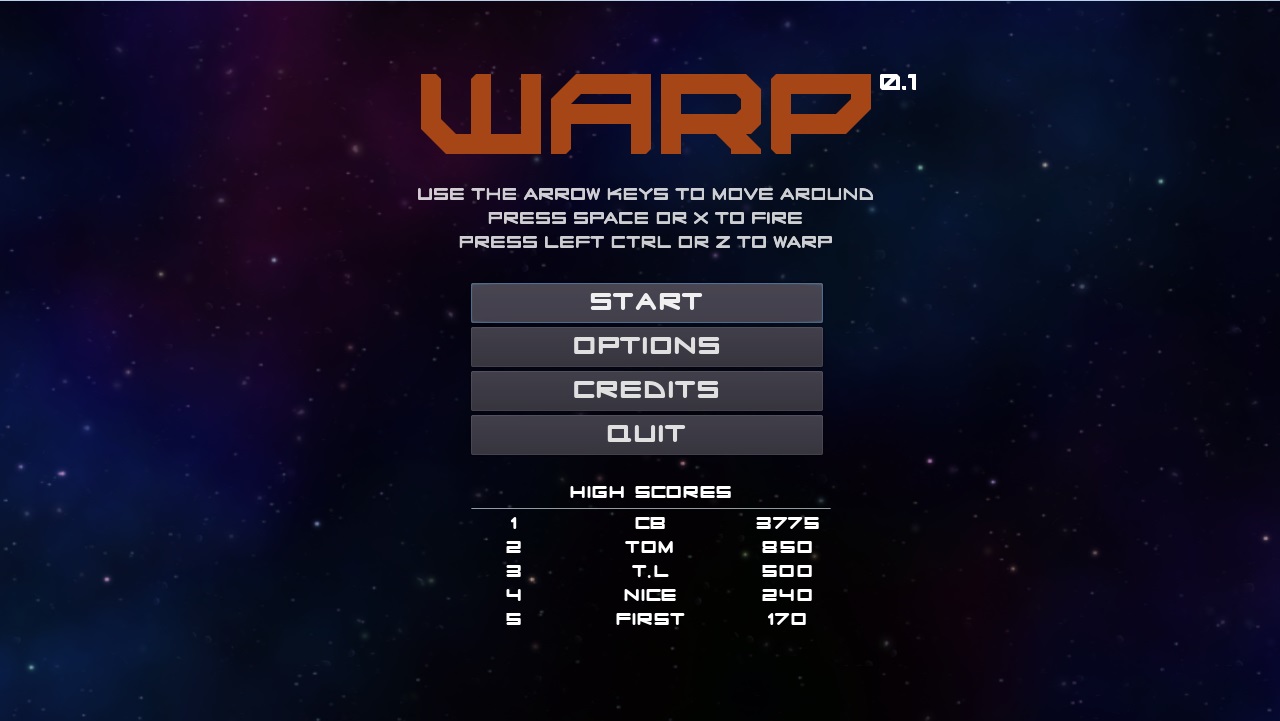 WARP 0.1
USE THE ARROW KEYS TO MOVE AROUND
PRESS SPACE OR X TO FIRE
PRESS LEFT CTRL OR Z TO WARP
START
OPTIONS
CREDITS
QUIT
HIGH SCORES
1 CB 3775
2 TOM 850
3 T.L 500
4 NICE 240
5 FIRST 170